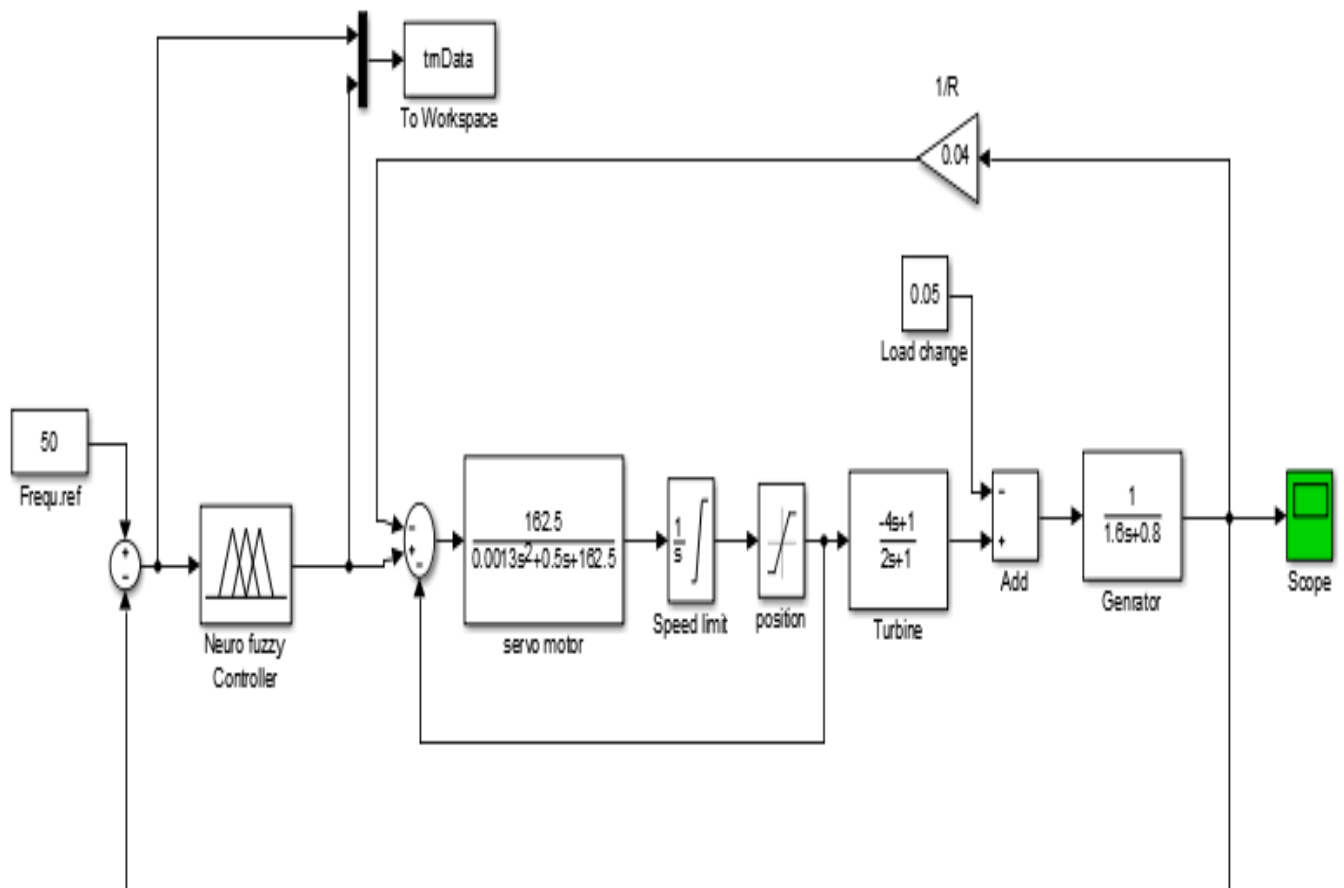 tmData
To Workspace
1/R
0.04
0.05
Load change
50
Frequ.ref
+
-
Neuro fuzzy
Controller
-
+
-
162.5
0.0013s²+0.5s+162.5
servo motor
1
s
Speed limit
position
-4s+1
2s+1
Turbine
-
+
Add
1
1.6s+0.8
Genrator
Scope